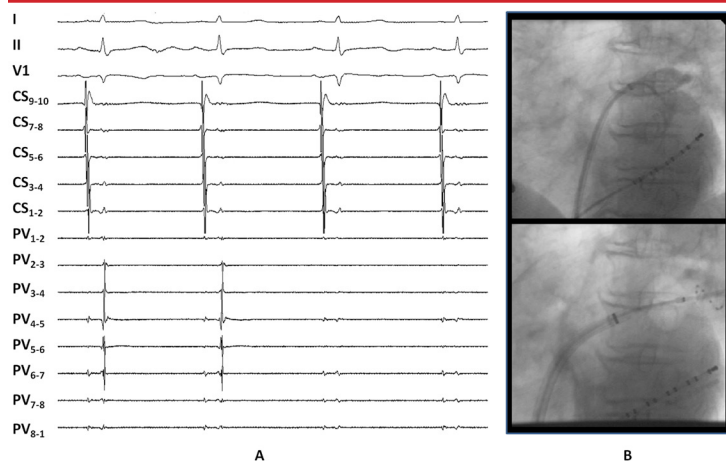 I
II
V1
CS9-10
CS7-8
CS5-6
CS3-4
CS1-2
PV1-2
PV2-3
PV3-4
PV4-5
PV5-6
PV6-7
PV7-8
PV8-1
A
B